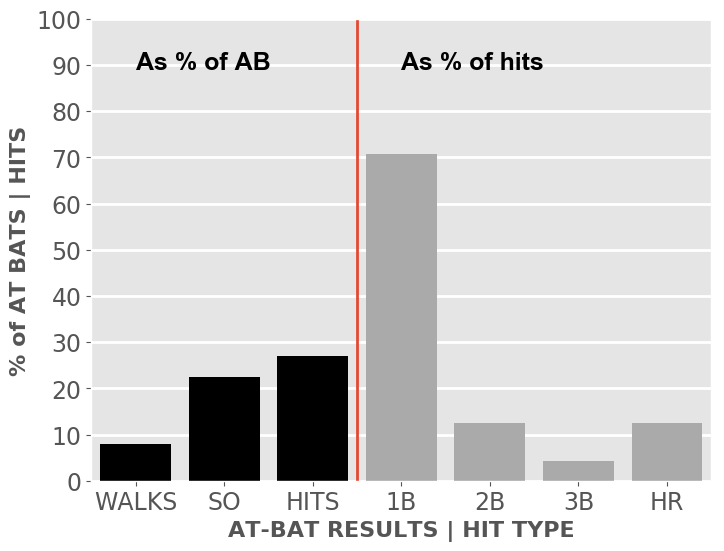 As % of AB
As % of hits
100
90
80
70
60
50
40
30
20
10
0
% of AT BATS | HITS
WALKS SO HITS 1B 2B 3B HR
AT-BAT RESULTS | HIT TYPE